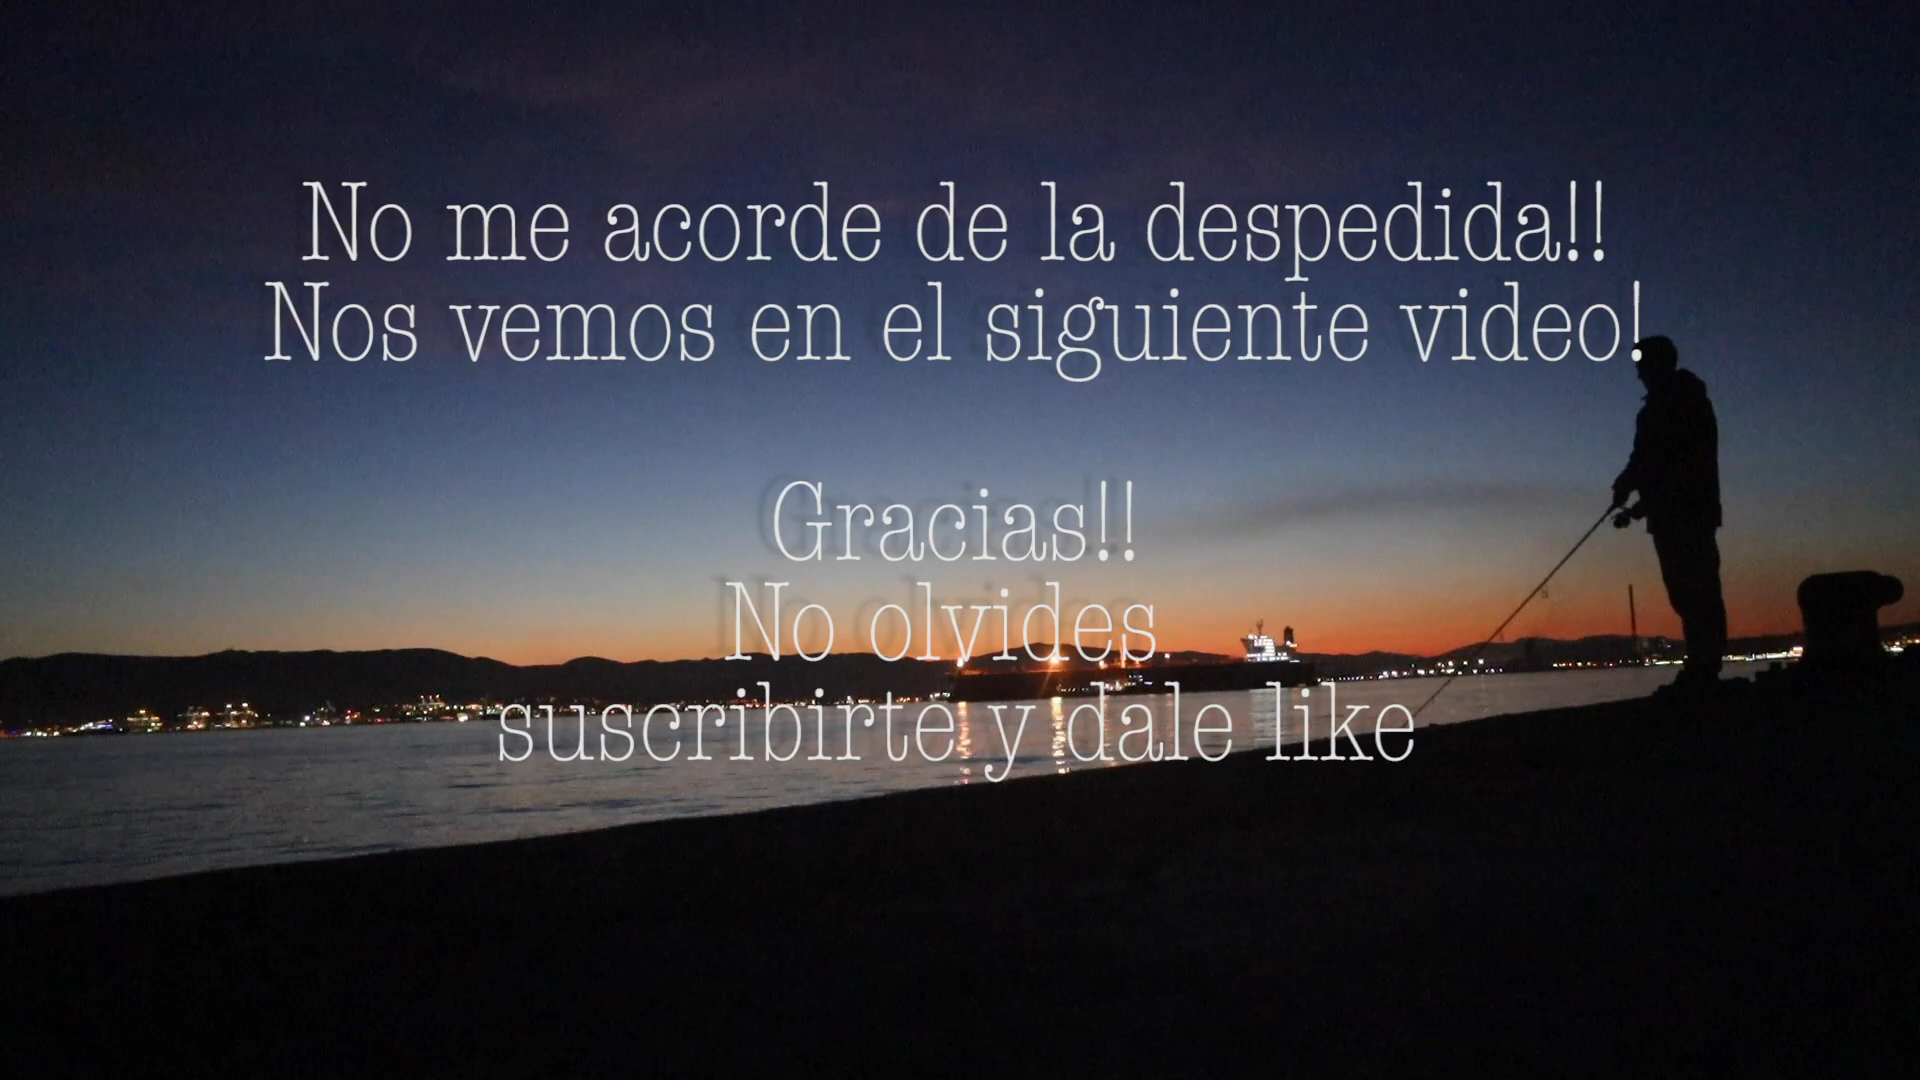 No me acorde de la despedida!!
Nos vemos en el siguiente video!
Gracias!!
No olvides
suscribirte y dale like